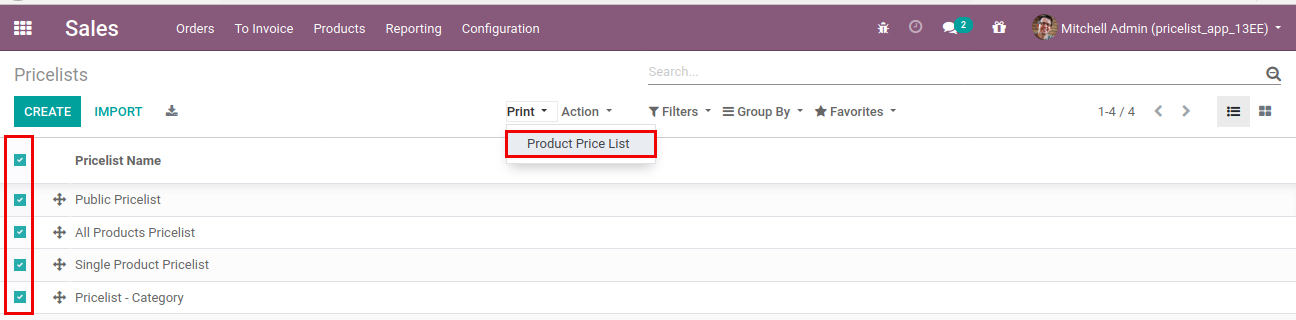 Sales Orders To Invoice Products Reporting Configuration 2 Mitchell Admin (pricelist_app_13EE)
Pricelists Search...
CREATE IMPORT Print Action Filters Group By Favorites 1-4 / 4
Product Price List
Pricelist Name
Public Pricelist
All Products Pricelist
Single Product Pricelist
Pricelist - Category